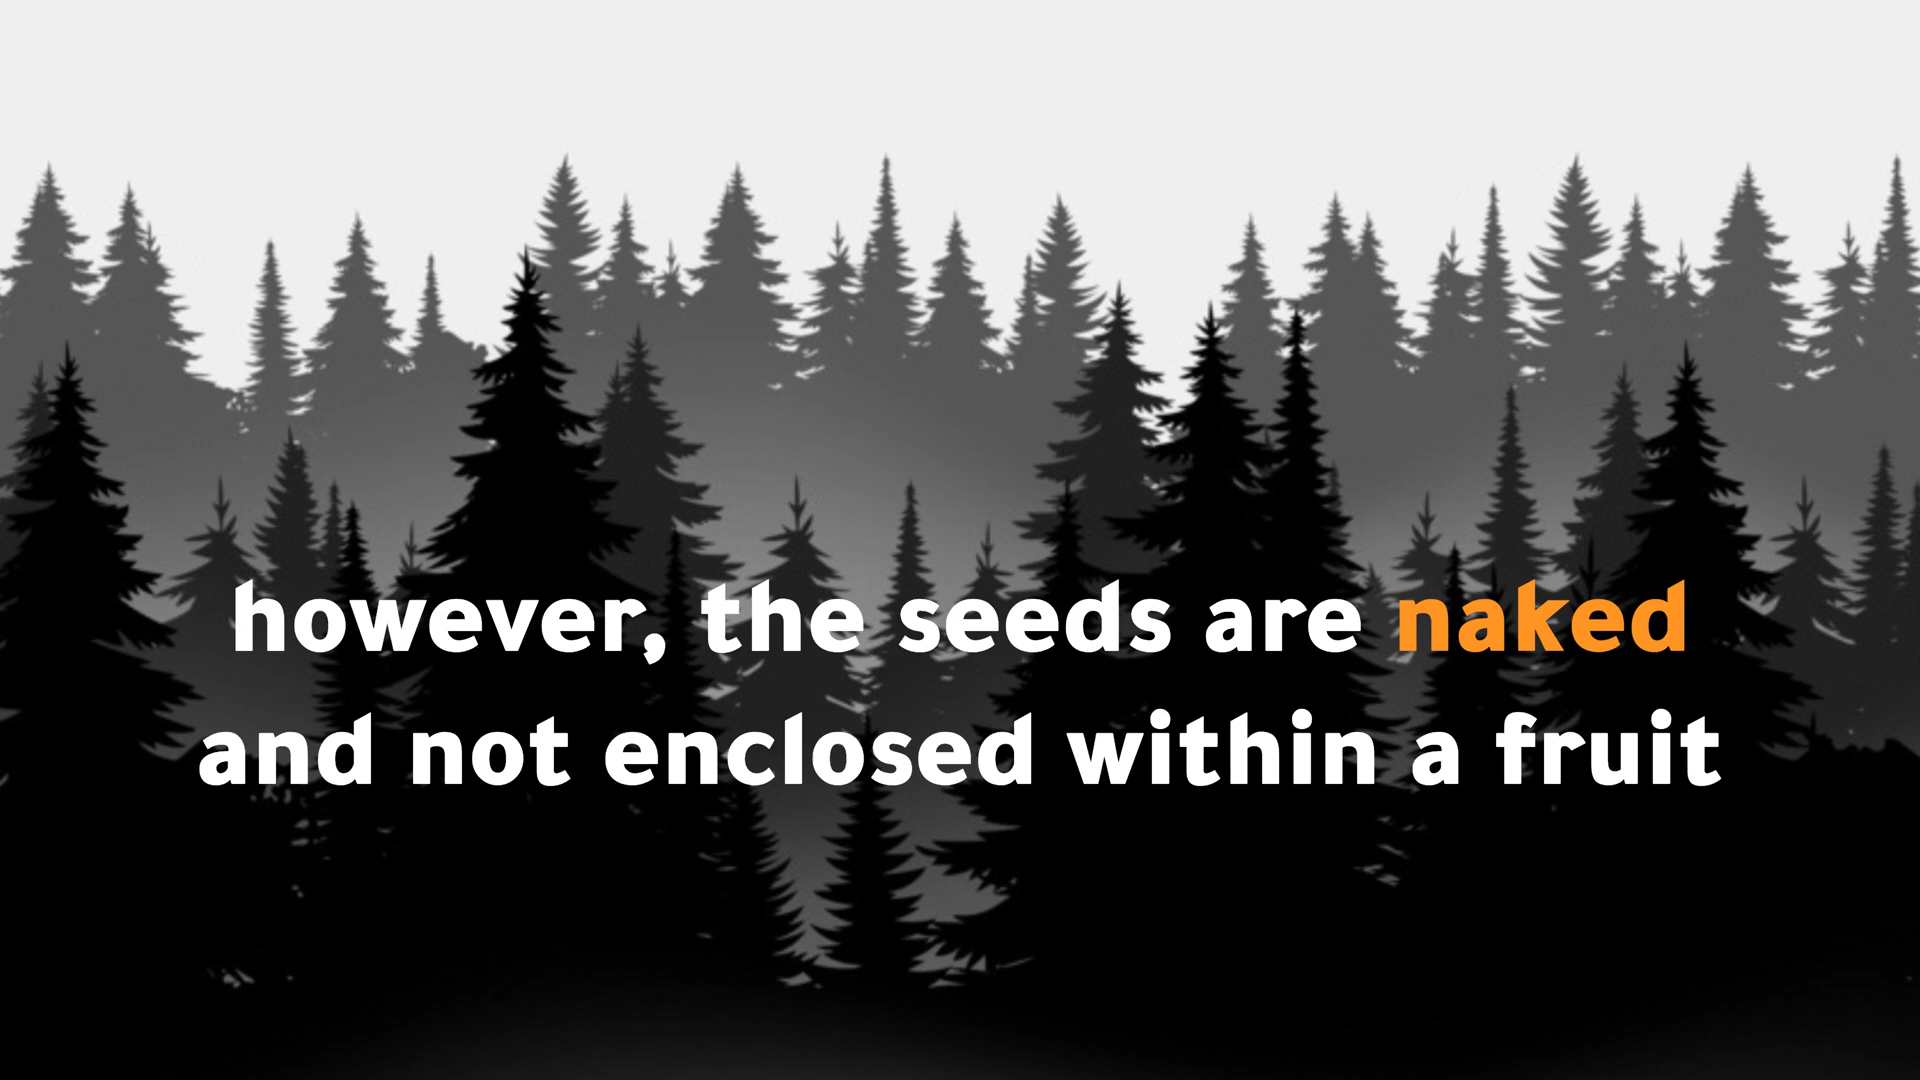 however, the seeds are naked
and not enclosed within a fruit